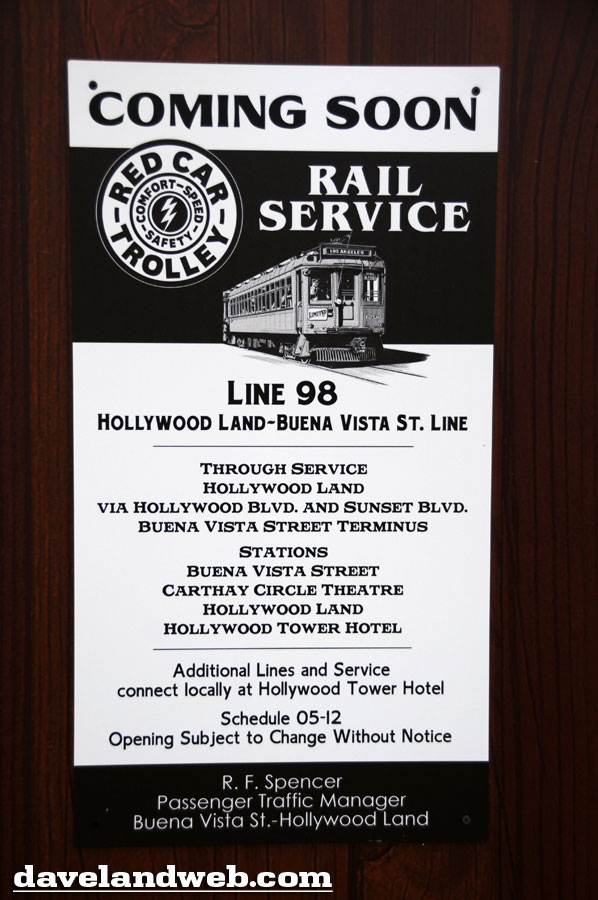 COMING SOON
RED CAR
COMFORT-SPEED
SAFETY
TROLLEY
RAIL
SERVICE
LOS ANGELES
LIMITED
LINE 98
HOLLYWOOD LAND-BUENA VISTA ST. LINE
THROUGH SERVICE
HOLLYWOOD LAND
VIA HOLLYWOOD BLVD. AND SUNSET BLVD.
BUENA VISTA STREET TERMINUS
STATIONS
BUENA VISTA STREET
CARTHAY CIRCLE THEATRE
HOLLYWOOD LAND
HOLLYWOOD TOWER HOTEL
Additional Lines and Service
connect locally at Hollywood Tower Hotel
Schedule 05-12
Opening Subject to Change Without Notice
R. F. Spencer
Passenger Traffic Manager
Buena Vista St.-Hollywood Land
davelandweb.com